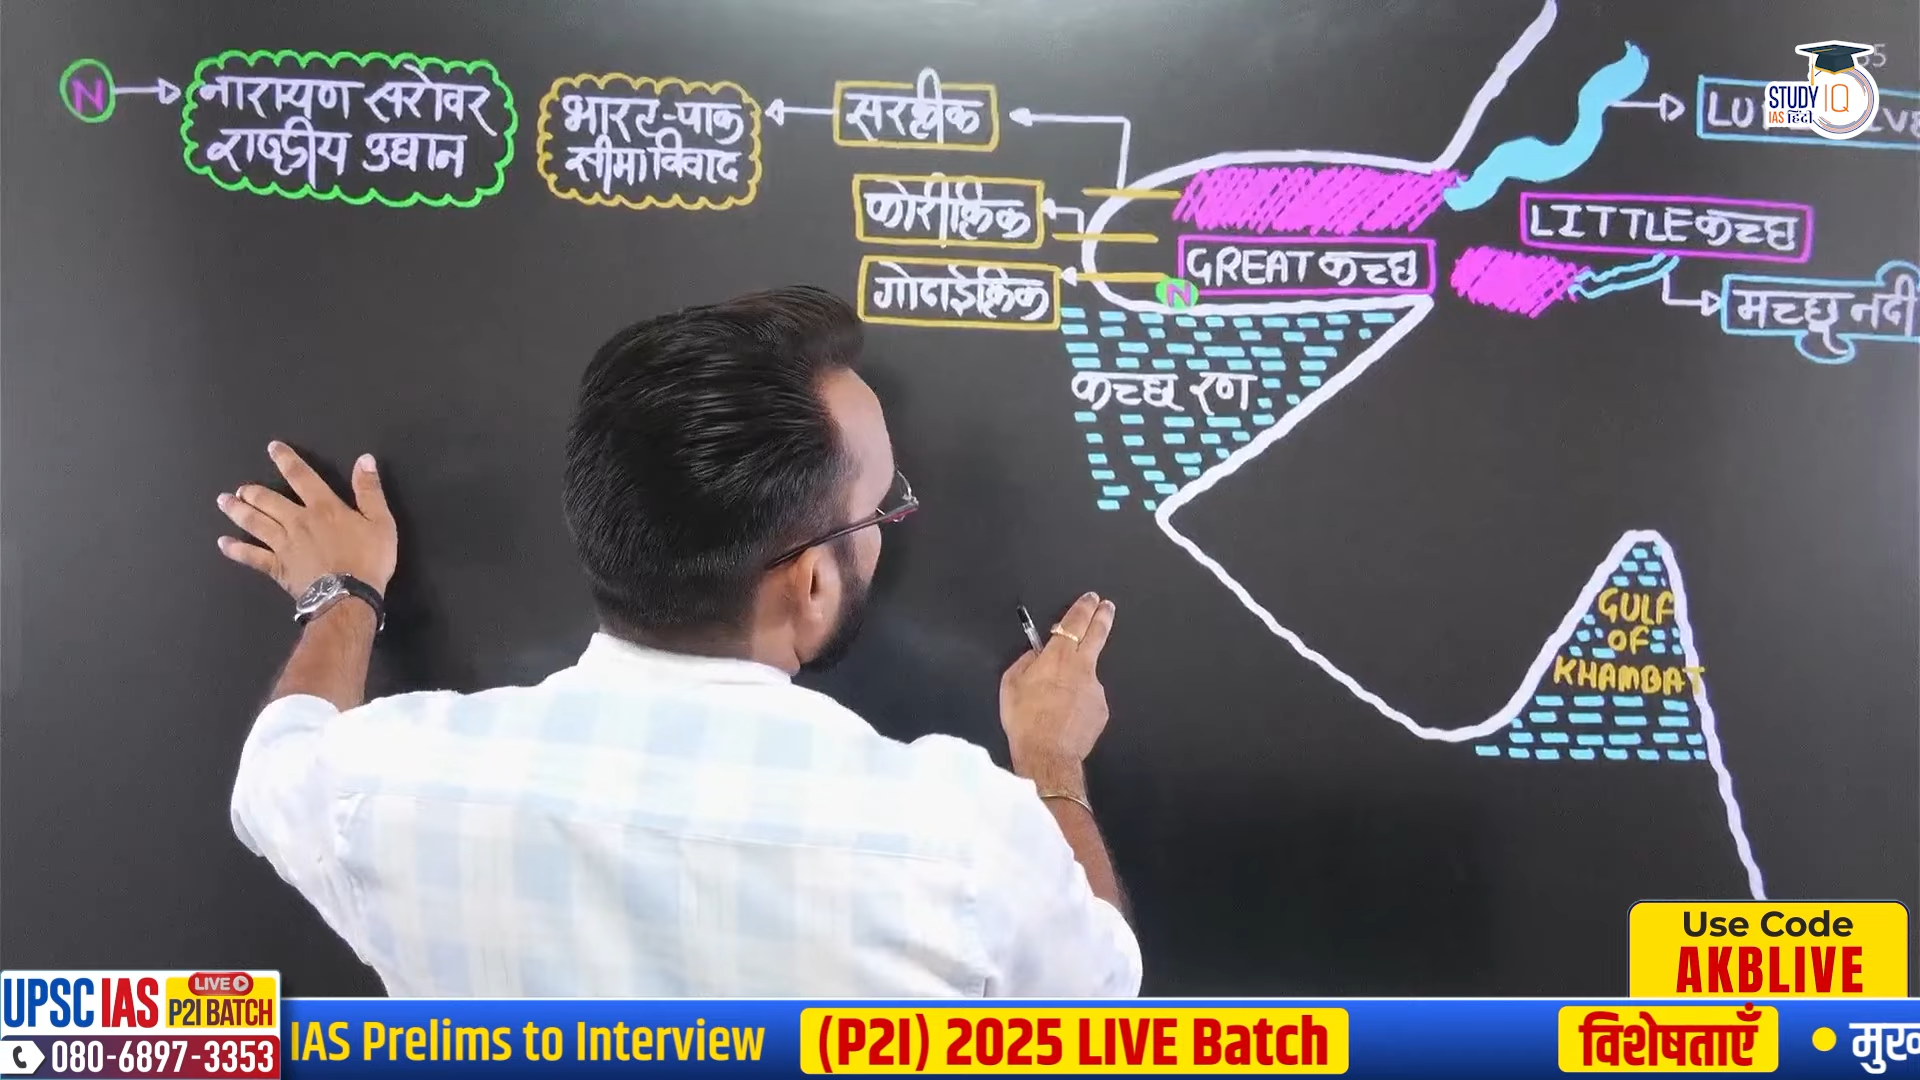 N
नारायण सरोवर
राष्ट्रीय उद्यान
भारत-पाक
सीमा विवाद
सरक्रीक
कोरीक्रिक
गोदाईक्रिक
STUDY IQ
IAS हिंदी
LITTLE कच्छ
GREAT कच्छ
N
मच्छू नदी
कच्छ रण
GULF
OF
KHAMBAT
Use Code
AKBLIVE
UPSC IAS
LIVE
P2I BATCH
080-6897-3353
IAS Prelims to Interview
(P2I) 2025 LIVE Batch
विशेषताएँ